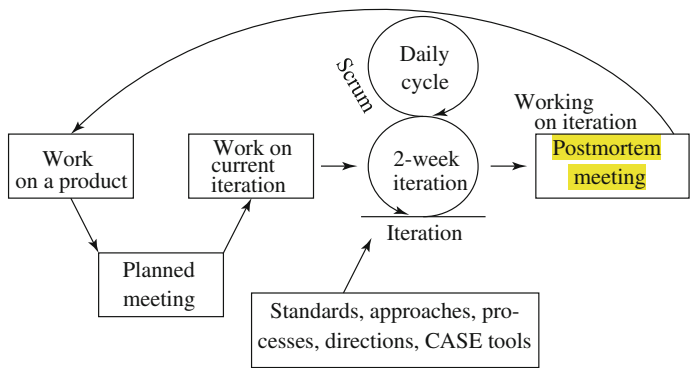 Daily
cycle
Scrum
Working
on iteration
Work
on a product
Work on
current
iteration
2-week
iteration
Postmortem
meeting
Iteration
Planned
meeting
Standards, approaches, pro-
cesses, directions, CASE tools